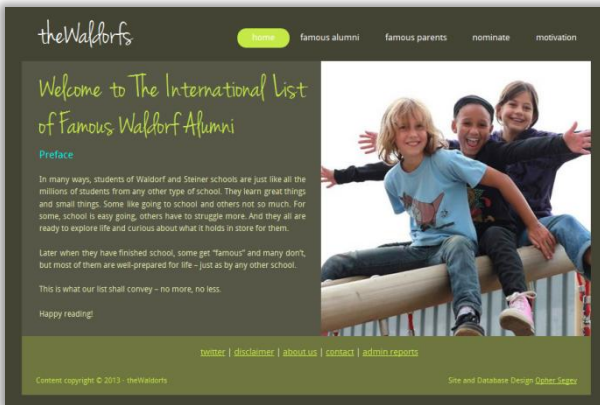 theWaldorfs
home famous alumni famous parents nominate motivation
Welcome to The International List
of Famous Waldorf Alumni
Preface
In many ways, students of Waldorf and Steiner schools are just like all the
millions of students from any other type of school. They learn great things
and small things. Some like going to school and others not so much. For
some, school is easy going, others have to struggle more. And they all are
ready to explore life and curious about what it holds in store for them.
Later when they have finished school, some get "famous" and many don't,
but most of them are well-prepared for life – just as by any other school.
This is what our list shall convey – no more, no less.
Happy reading!
twitter | disclaimer | about us | contact | admin reports
Content copyright © 2013 - theWaldorfs
Site and Database Design Opher Segev